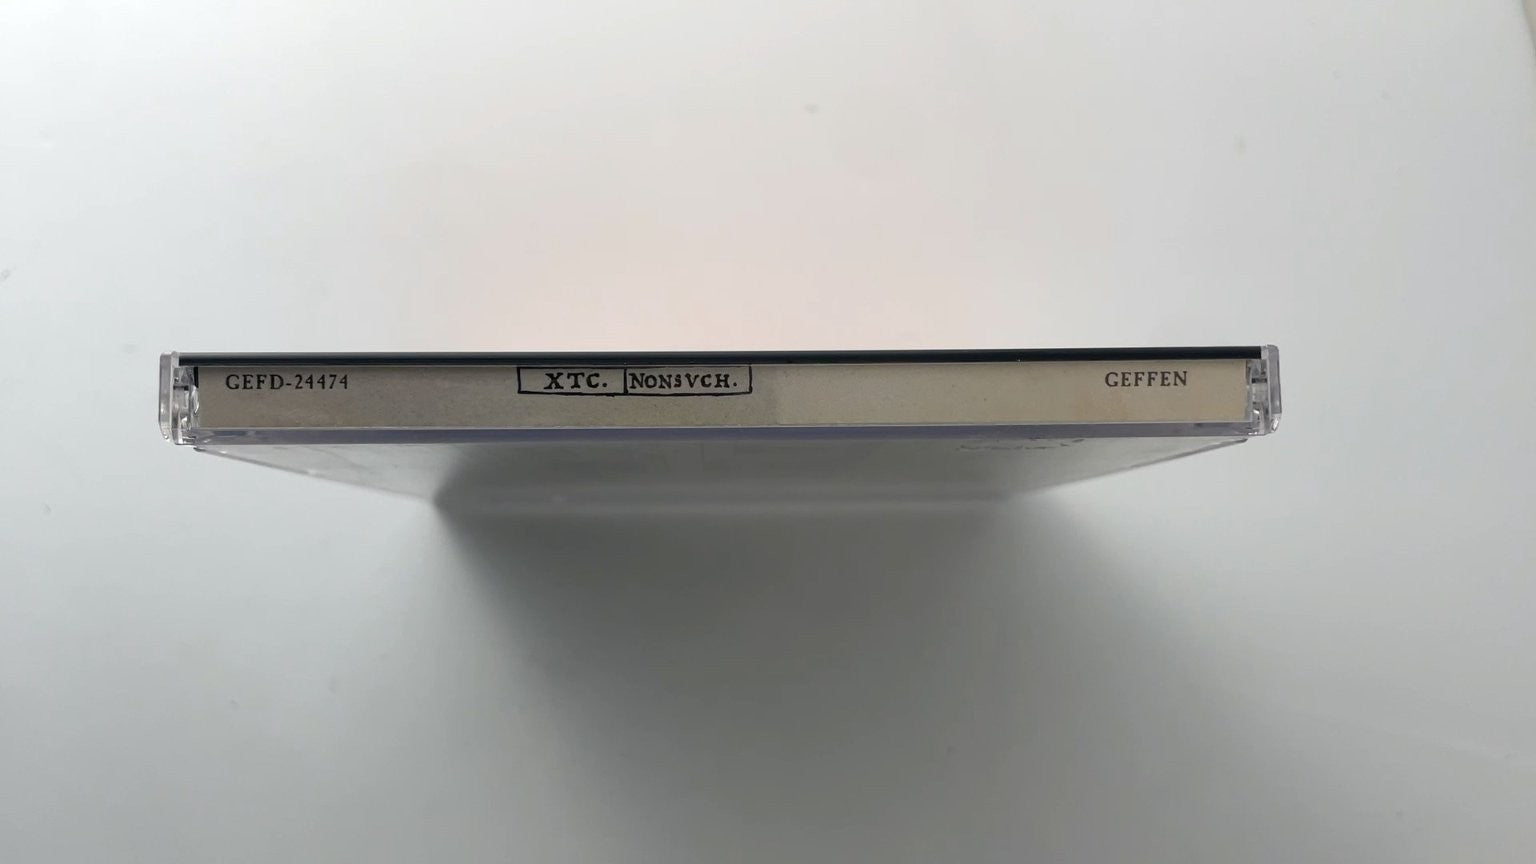 GEFD-24474 XTC. NONSVCH. GEFFEN